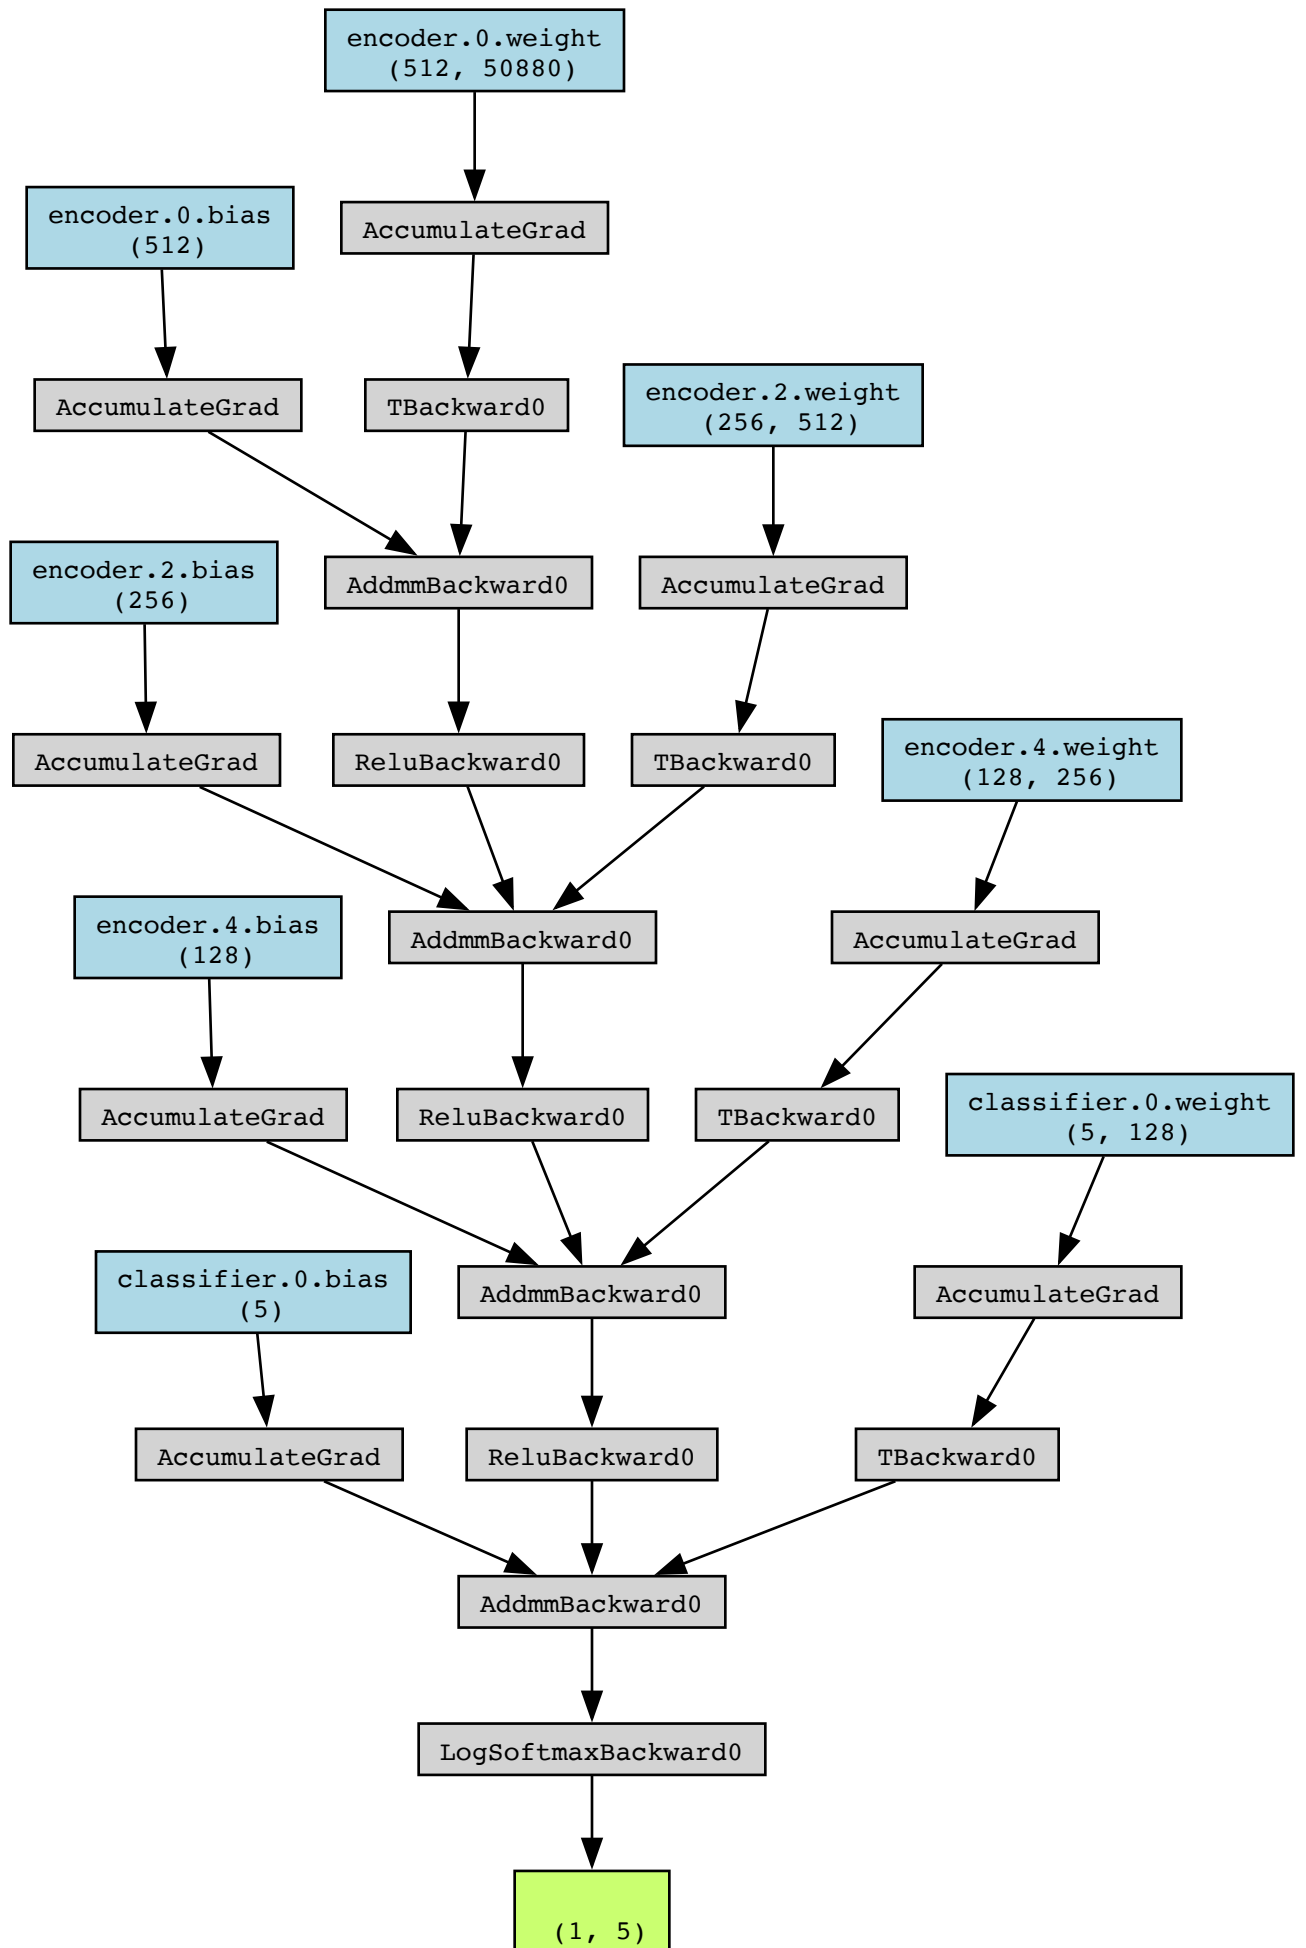 encoder.0.weight
(512, 50880)
encoder.0.bias
(512)
AccumulateGrad
AccumulateGrad
TBackward0
encoder.2.weight
(256, 512)
encoder.2.bias
(256)
AddmmBackward0
AccumulateGrad
AccumulateGrad
ReluBackward0
TBackward0
encoder.4.weight
(128, 256)
encoder.4.bias
(128)
AddmmBackward0
AccumulateGrad
AccumulateGrad
ReluBackward0
TBackward0
classifier.0.weight
(5, 128)
classifier.0.bias
(5)
AddmmBackward0
AccumulateGrad
AccumulateGrad
ReluBackward0
TBackward0
AddmmBackward0
LogSoftmaxBackward0
(1, 5)